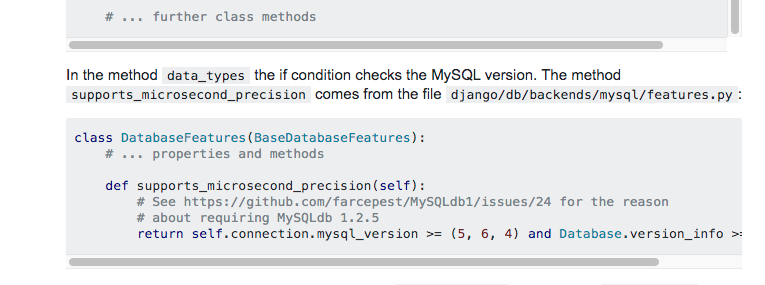 # ... further class methods
In the method data_types the if condition checks the MySQL version. The method
supports_microsecond_precision comes from the file django/db/backends/mysql/features.py :
class DatabaseFeatures(BaseDatabaseFeatures):
# ... properties and methods
def supports_microsecond_precision(self):
# See https://github.com/farcepest/MySQLdb1/issues/24 for the reason
# about requiring MySQLdb 1.2.5
return self.connection.mysql_version >= (5, 6, 4) and Database.version_info >=